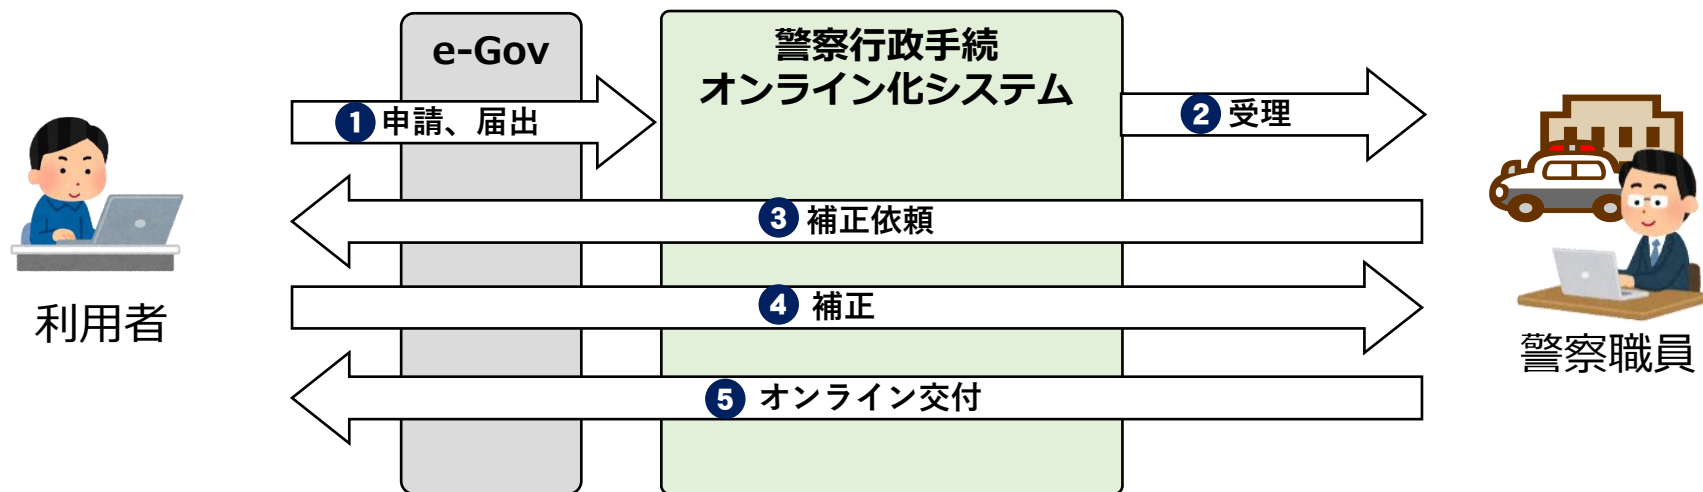 e-Gov
警察行政手続
オンライン化システム
1 申請、届出
2 受理
3 補正依頼
4 補正
5 オンライン交付
利用者
警察職員